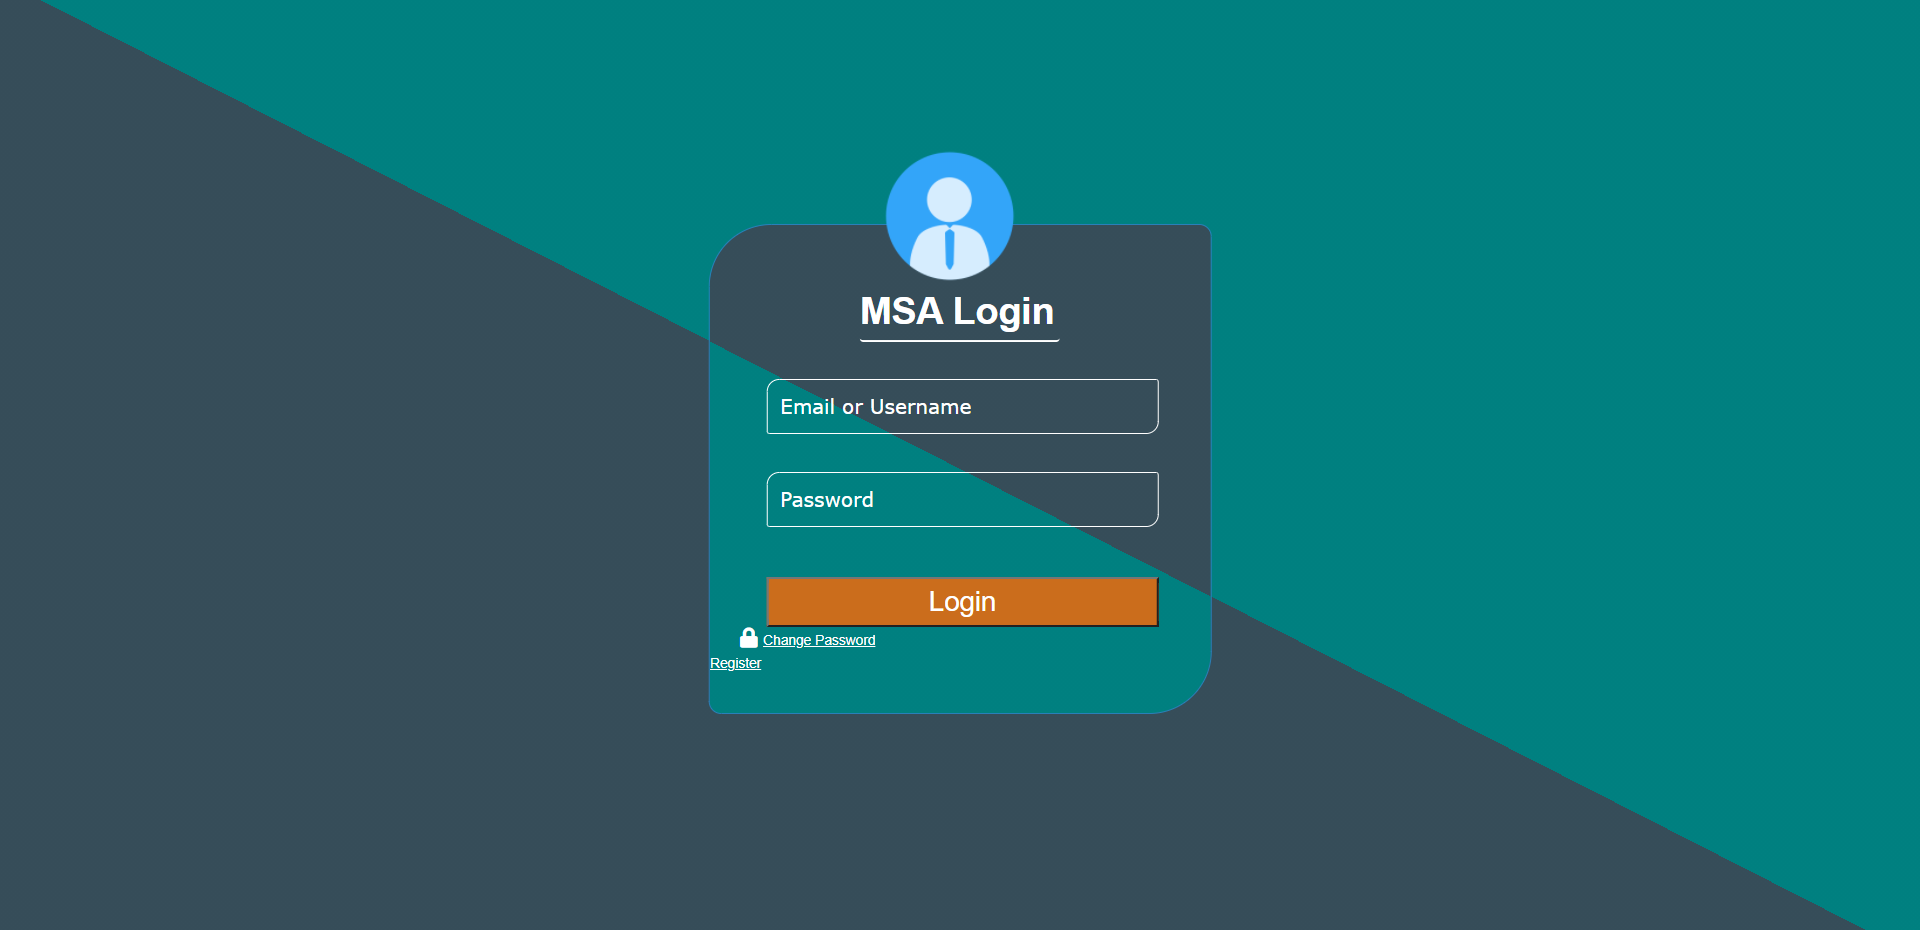 MSA Login
Email or Username
Password
Login
Change Password
Register